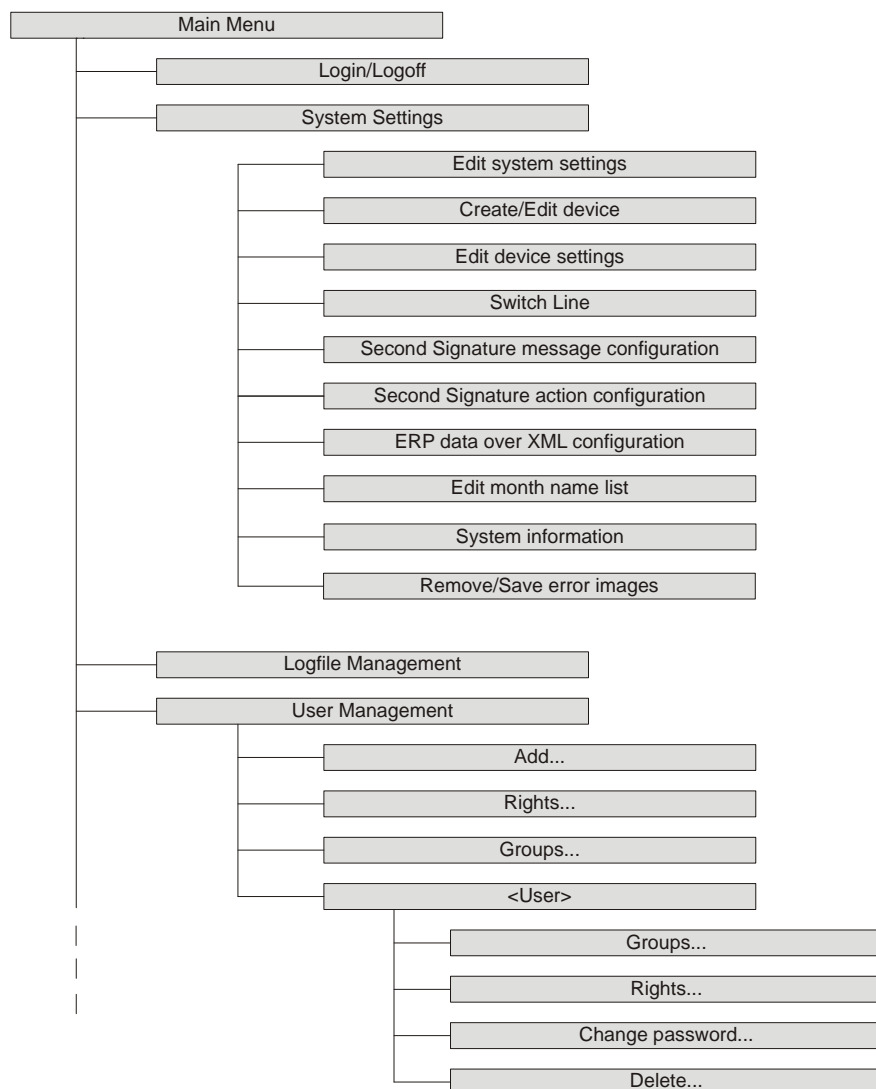 Main Menu
Login/Logoff
System Settings
Edit system settings
Create/Edit device
Edit device settings
Switch Line
Second Signature message configuration
Second Signature action configuration
ERP data over XML configuration
Edit month name list
System information
Remove/Save error images
Logfile Management
User Management
Add...
Rights...
Groups...
<User>
Groups...
Rights...
Change password...
Delete...